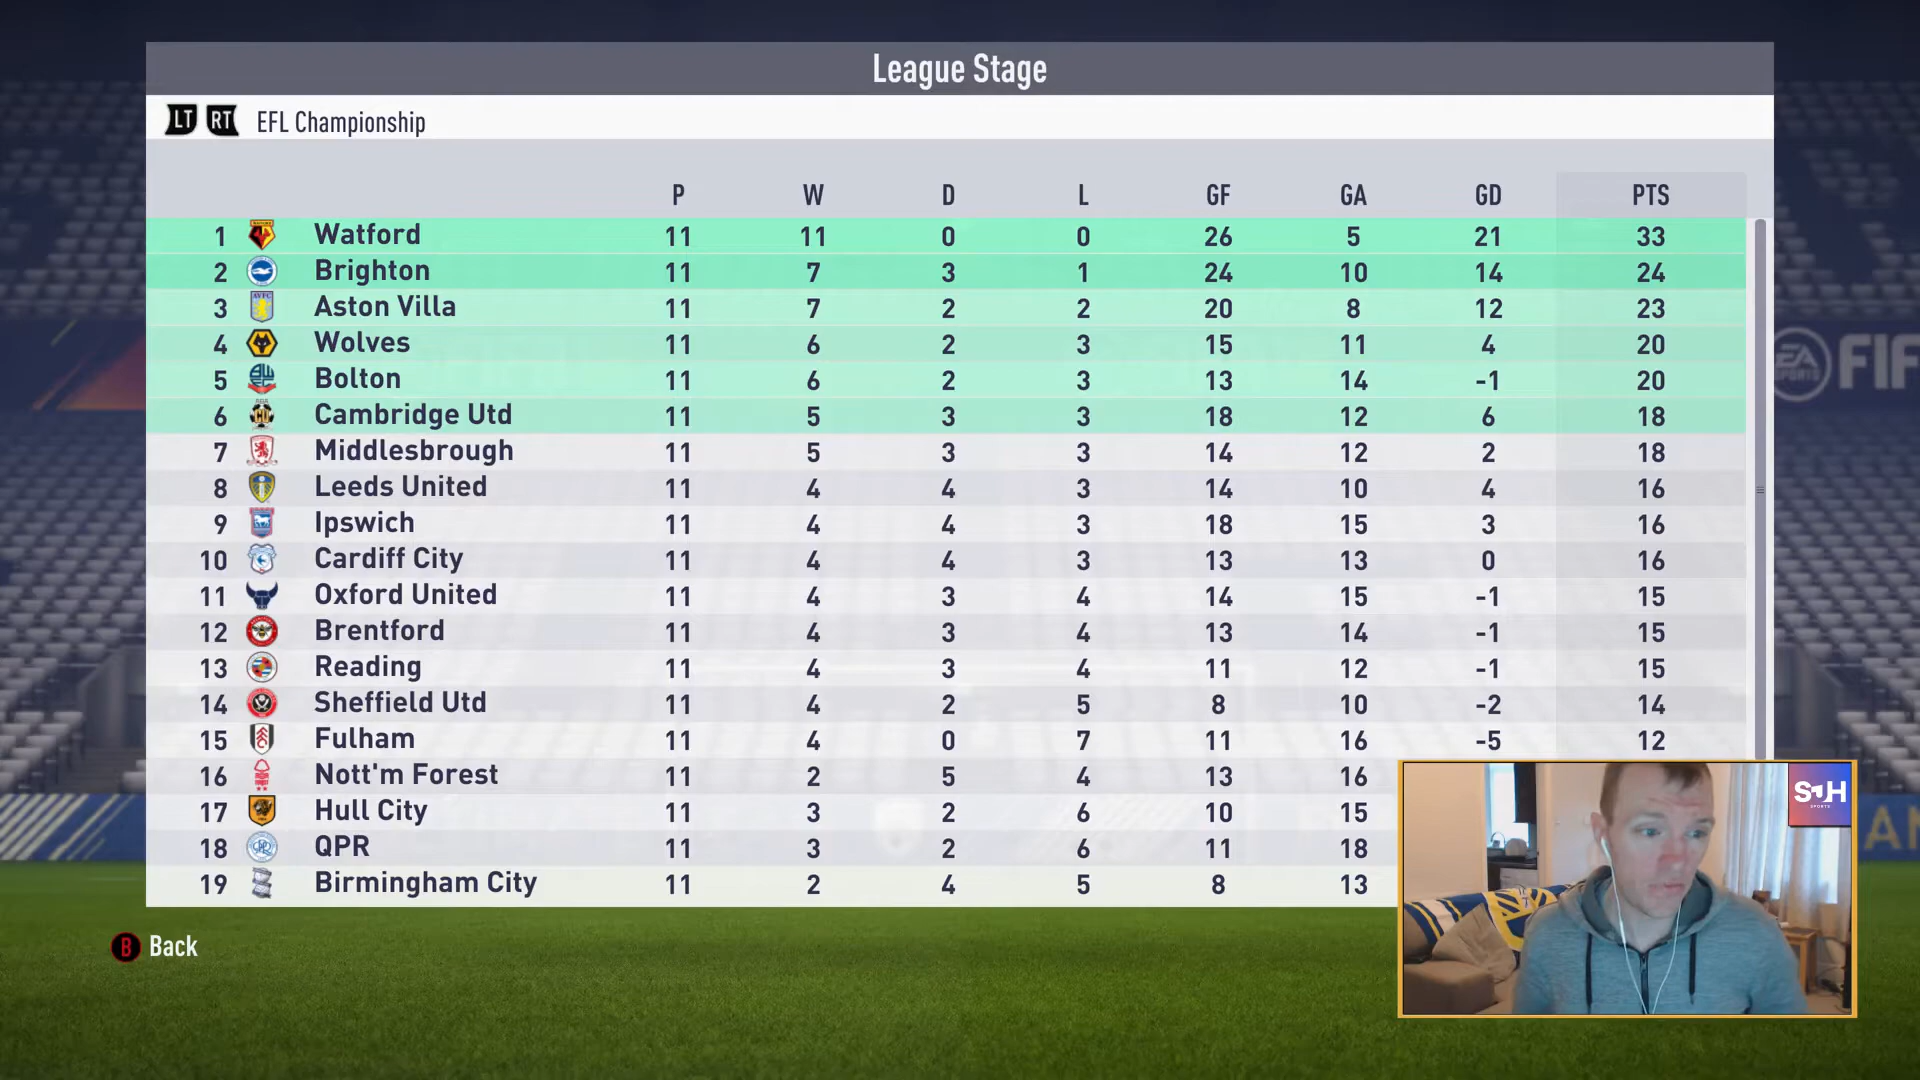 League Stage
LT RT EFL Championship
P W D L GF GA GD PTS
1 Watford 11 11 0 0 26 5 21 33
2 Brighton 11 7 3 1 24 10 14 24
3 Aston Villa 11 7 2 2 20 8 12 23
4 Wolves 11 6 2 3 15 11 4 20
5 Bolton 11 6 2 3 13 14 -1 20
6 Cambridge Utd 11 5 3 3 18 12 6 18
7 Middlesbrough 11 5 3 3 14 12 2 18
8 Leeds United 11 4 4 3 14 10 4 16
9 Ipswich 11 4 4 3 18 15 3 16
10 Cardiff City 11 4 4 3 13 13 0 16
11 Oxford United 11 4 3 4 14 15 -1 15
12 Brentford 11 4 3 4 13 14 -1 15
13 Reading 11 4 3 4 11 12 -1 15
14 Sheffield Utd 11 4 2 5 8 10 -2 14
15 Fulham 11 4 0 7 11 16 -5 12
16 Nott'm Forest 11 2 5 4 13 16
17 Hull City 11 3 2 6 10 15
18 QPR 11 3 2 6 11 18
19 Birmingham City 11 2 4 5 8 13
B Back
EA SPORTS FIF
SJH
SPORTS
AN